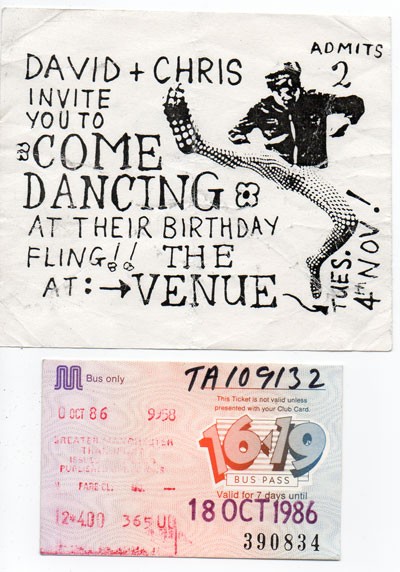 ADMITS
2
DAVID + CHRIS
INVITE
YOU TO
COME
DANCING
AT THEIR BIRTHDAY
FLING!! THE
AT: → VENUE
TUES.
4TH NOV.!
M Bus only
TA109132
This Ticket is not valid unless
presented with your Club Card.
OCT 86
GREATER MANCHESTER
16-19
BUS PASS
Valid for 7 days until
18 OCT 1986
FARE
365
390834